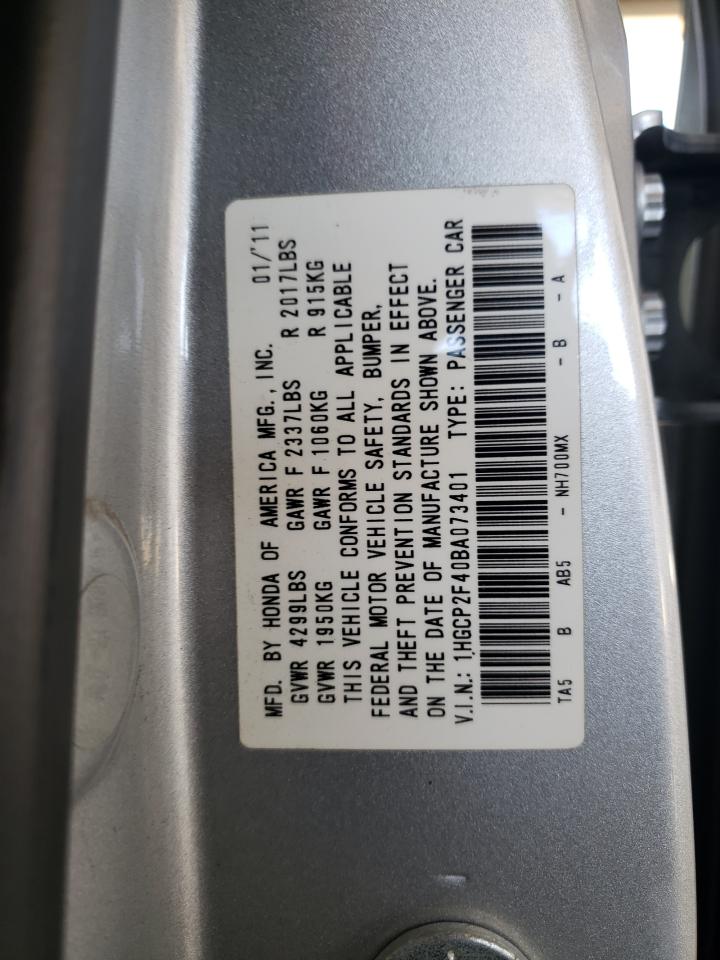 MFD. BY HONDA OF AMERICA MFG., INC. 01/'11
GVWR 4299LBS GAWR F 2337LBS R 2017LBS
GVWR 1950KG GAWR F 1060KG R 915KG
THIS VEHICLE CONFORMS TO ALL APPLICABLE
FEDERAL MOTOR VEHICLE SAFETY, BUMPER,
AND THEFT PREVENTION STANDARDS IN EFFECT
ON THE DATE OF MANUFACTURE SHOWN ABOVE.
V.I.N.: 1HGCP2F40BA073401 TYPE: PASSENGER CAR
TA5 B AB5 - NH700MX - B - A